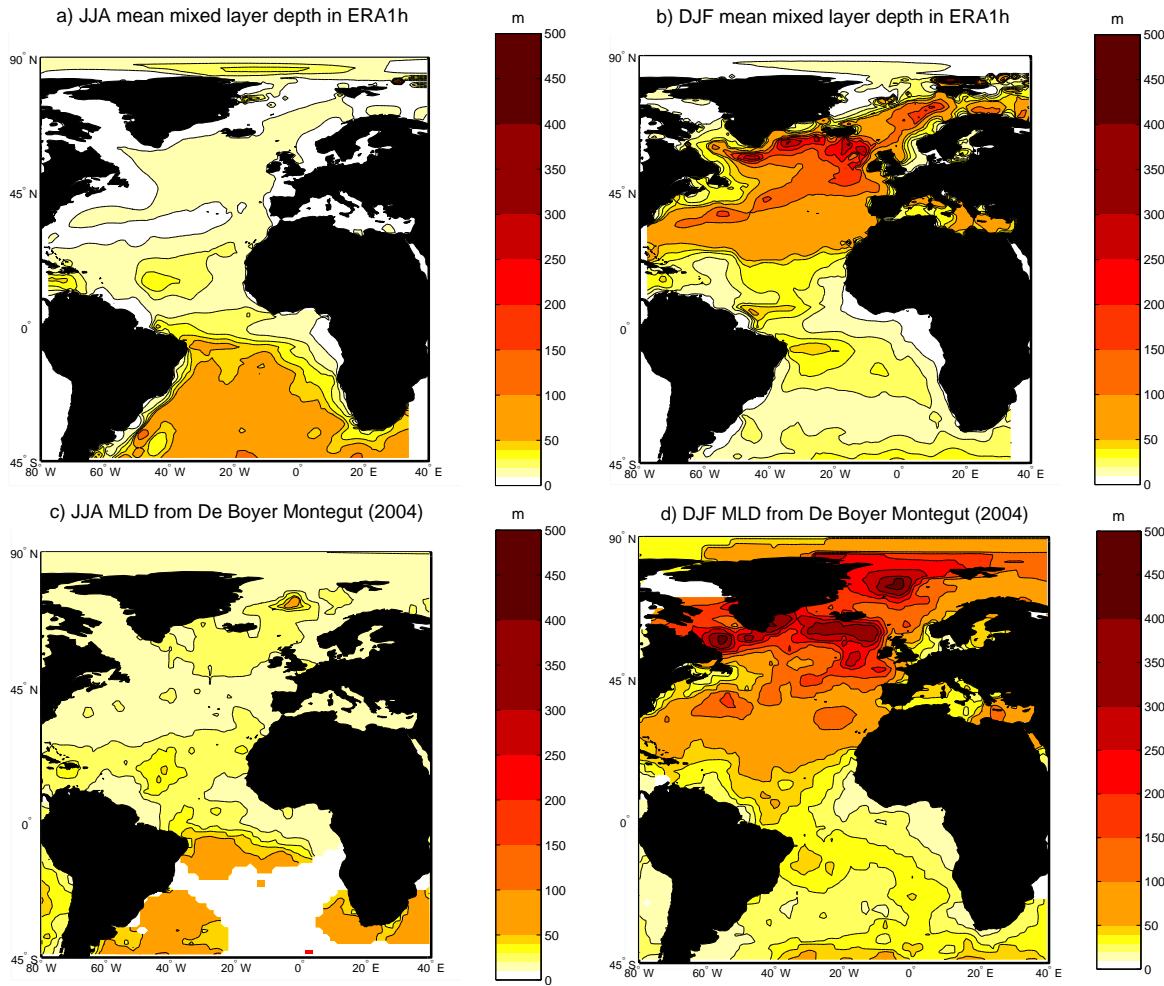 a) JJA mean mixed layer depth in ERA1h
m
500
450
400
350
300
250
200
150
100
50
0
90° N
45° N
0°
45° S
80° W
60° W
40° W
20° W
0°
20° E
40° E
b) DJF mean mixed layer depth in ERA1h
m
500
450
400
350
300
250
200
150
100
50
0
90° N
45° N
0°
45° S
80° W
60° W
40° W
20° W
0°
20° E
40° E
c) JJA MLD from De Boyer Montegut (2004)
m
500
450
400
350
300
250
200
150
100
50
0
90° N
45° N
0°
45° S
80° W
60° W
40° W
20° W
0°
20° E
40° E
d) DJF MLD from De Boyer Montegut (2004)
m
500
450
400
350
300
250
200
150
100
50
0
90° N
45° N
0°
45° S
80° W
60° W
40° W
20° W
0°
20° E
40° E